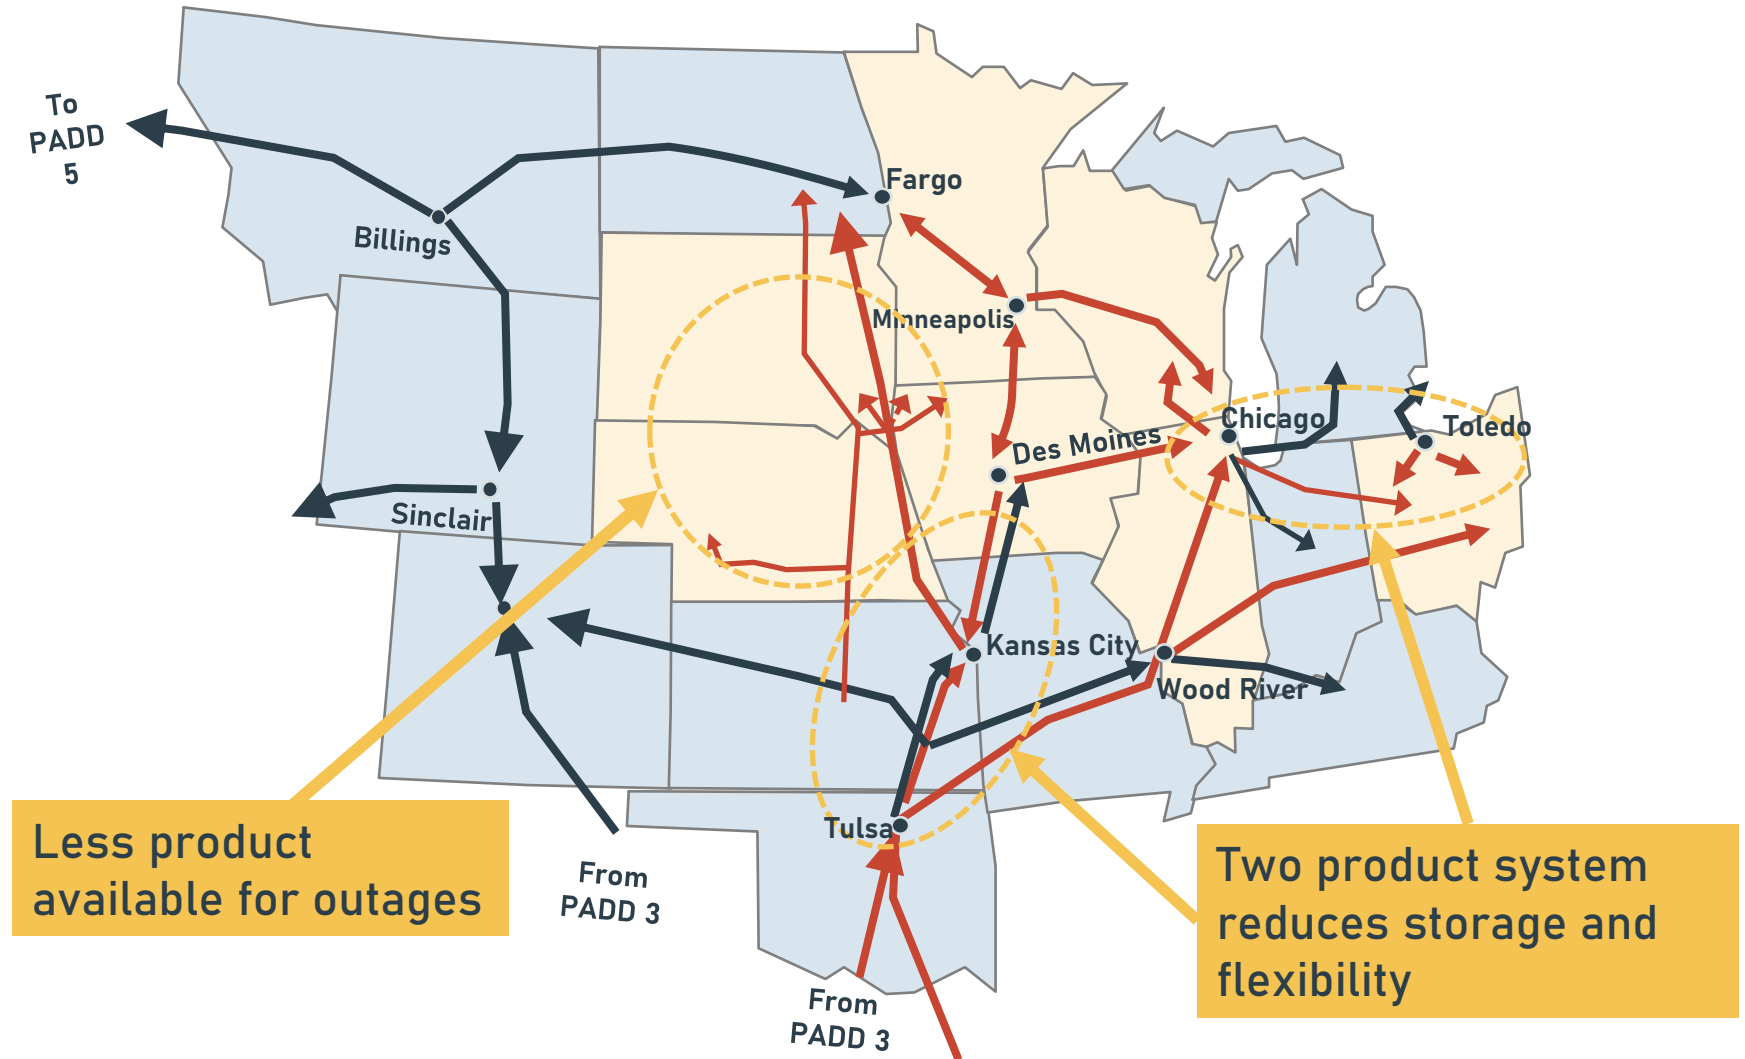 To
PADD
5
Fargo
Billings
Minneapolis
Chicago
Toledo
Des Moines
Sinclair
Kansas City
Wood River
Tulsa
Less product
available for outages
From
PADD 3
Two product system
reduces storage and
flexibility
From
PADD 3